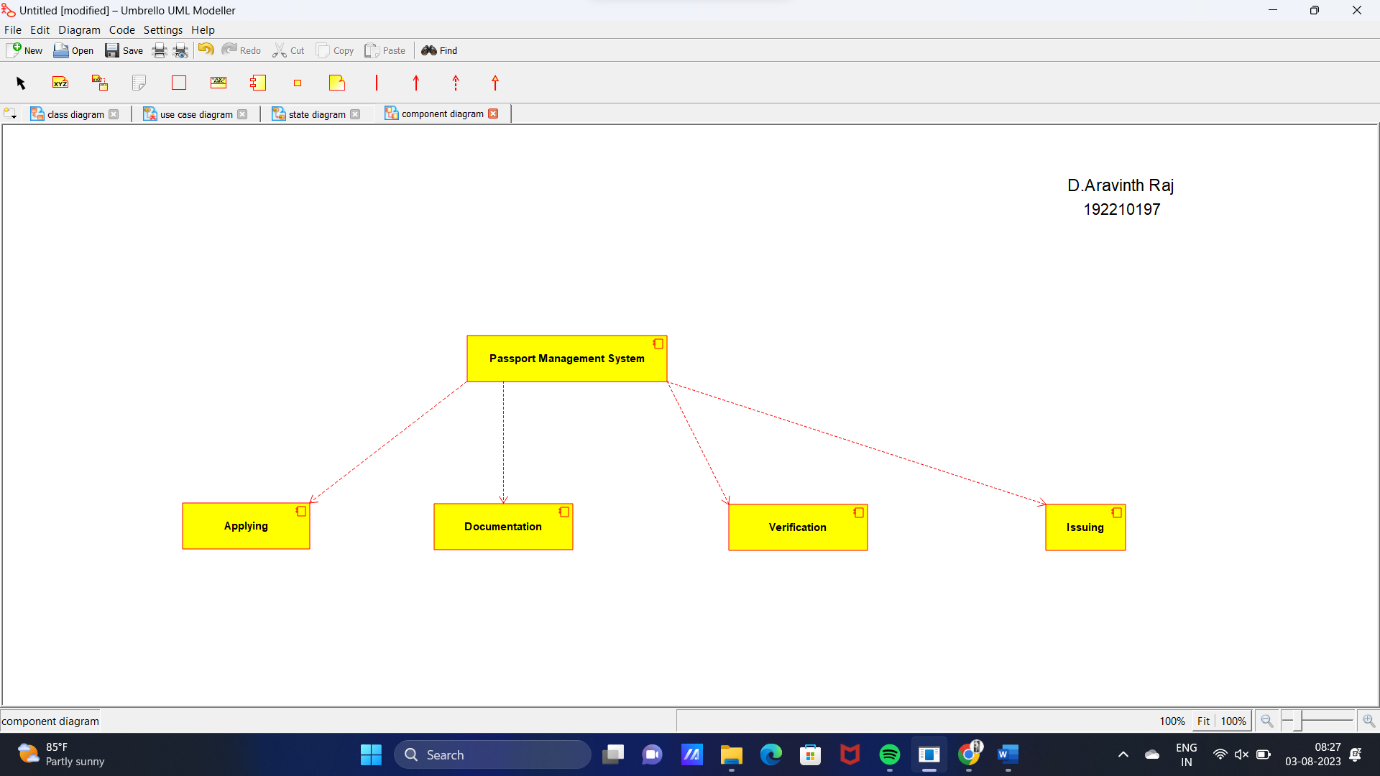 Untitled [modified] – Umbrello UML Modeller
File Edit Diagram Code Settings Help
New Open Save Redo Cut Copy Paste Find
XYZ ABC
class diagram use case diagram state diagram component diagram
D.Aravinth Raj
192210197
Passport Management System
Applying Documentation Verification Issuing
component diagram 100% Fit 100%
85°F
Partly sunny
Search
ENG
IN
08:27
03-08-2023